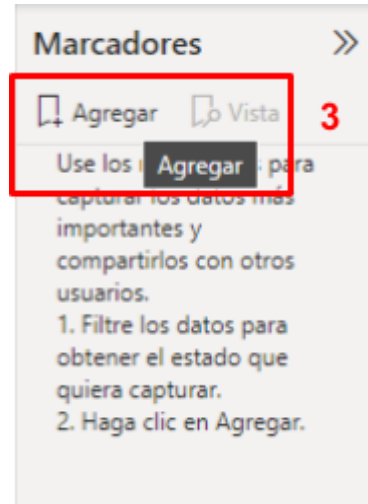 Marcadores
Agregar Vista
3
Use los para
Agregar
capturar los datos más
importantes y
compartirlos con otros
usuarios.
1. Filtre los datos para
obtener el estado que
quiera capturar.
2. Haga clic en Agregar.